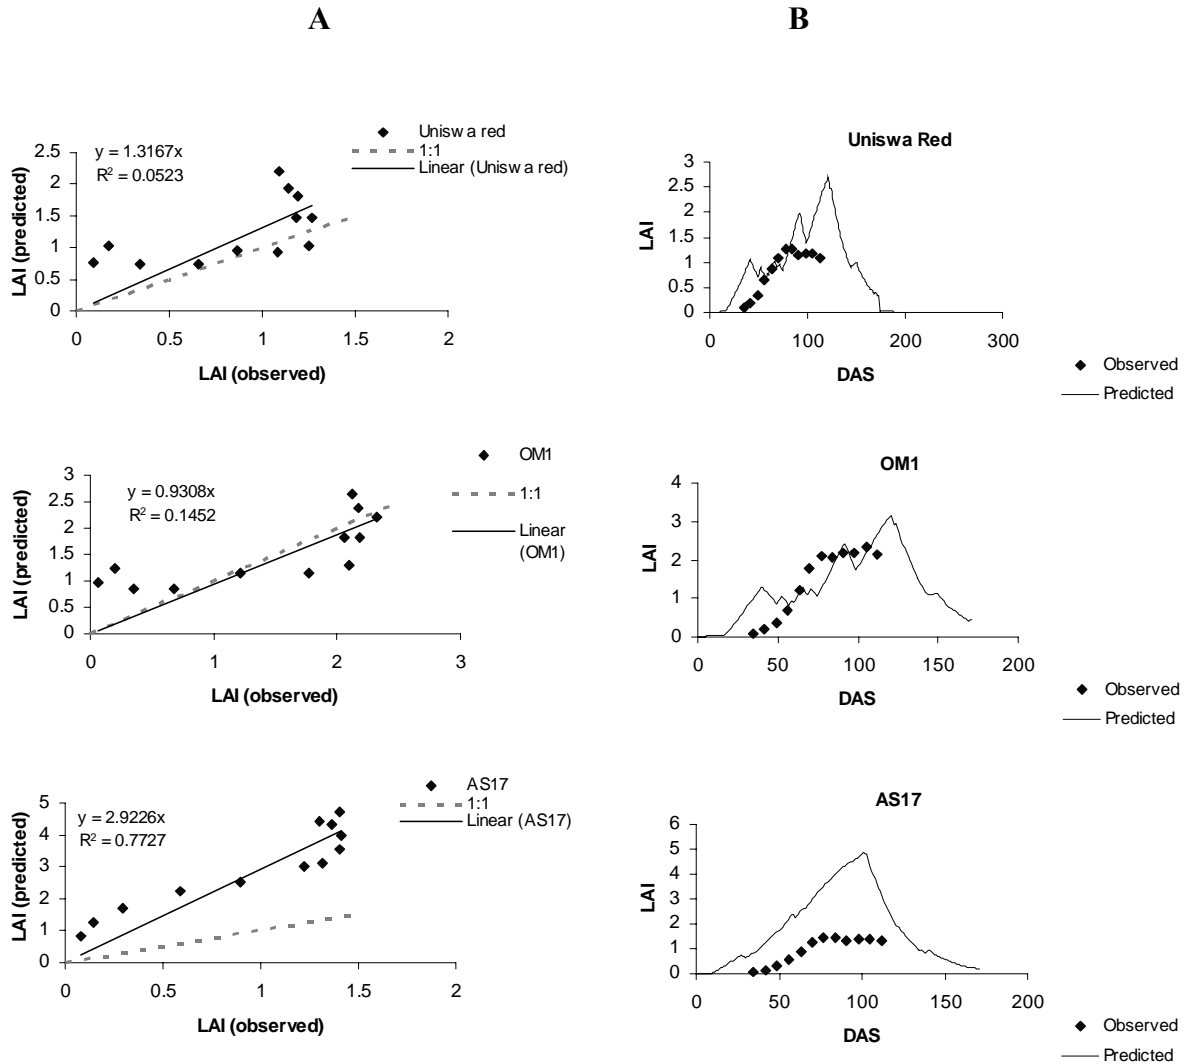 A
B
Uniswa red
1:1
Linear (Uniswa red)
y = 1.3167x
R² = 0.0523
2.5
2
1.5
1
0.5
0
0 0.5 1 1.5 2
LAI (predicted)
LAI (observed)
Uniswa Red
3
2.5
2
1.5
1
0.5
0
0 100 200 300
LAI
DAS
Observed
Predicted
OM1
1:1
Linear
(OM1)
y = 0.9308x
R² = 0.1452
3
2.5
2
1.5
1
0.5
0
0 1 2 3
LAI (predicted)
LAI (observed)
OM1
4
3
2
1
0
0 50 100 150 200
LAI
DAS
Observed
Predicted
AS17
1:1
Linear (AS17)
y = 2.9226x
R² = 0.7727
5
4
3
2
1
0
0 0.5 1 1.5 2
LAI (predicted)
LAI (observed)
AS17
6
5
4
3
2
1
0
0 50 100 150 200
LAI
DAS
Observed
Predicted